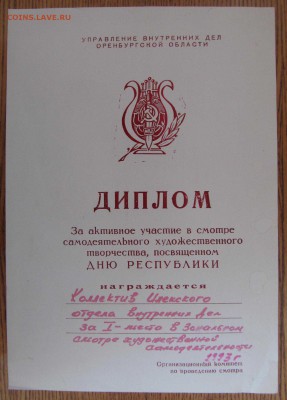 COINS.LAVE.RU
УПРАВЛЕНИЕ ВНУТРЕННИХ ДЕЛ
ОРЕНБУРГСКОЙ ОБЛАСТИ
ДИПЛОМ
За активное участие в смотре
самодеятельного художественного
творчества, посвященном
ДНЮ РЕСПУБЛИКИ
награждается
Коллектив Илекского
отдела Внутренних Дел
за I-место в Зональном
смотре художественной
самодеятельности
1973г
Организационный комитет
по проведению смотра